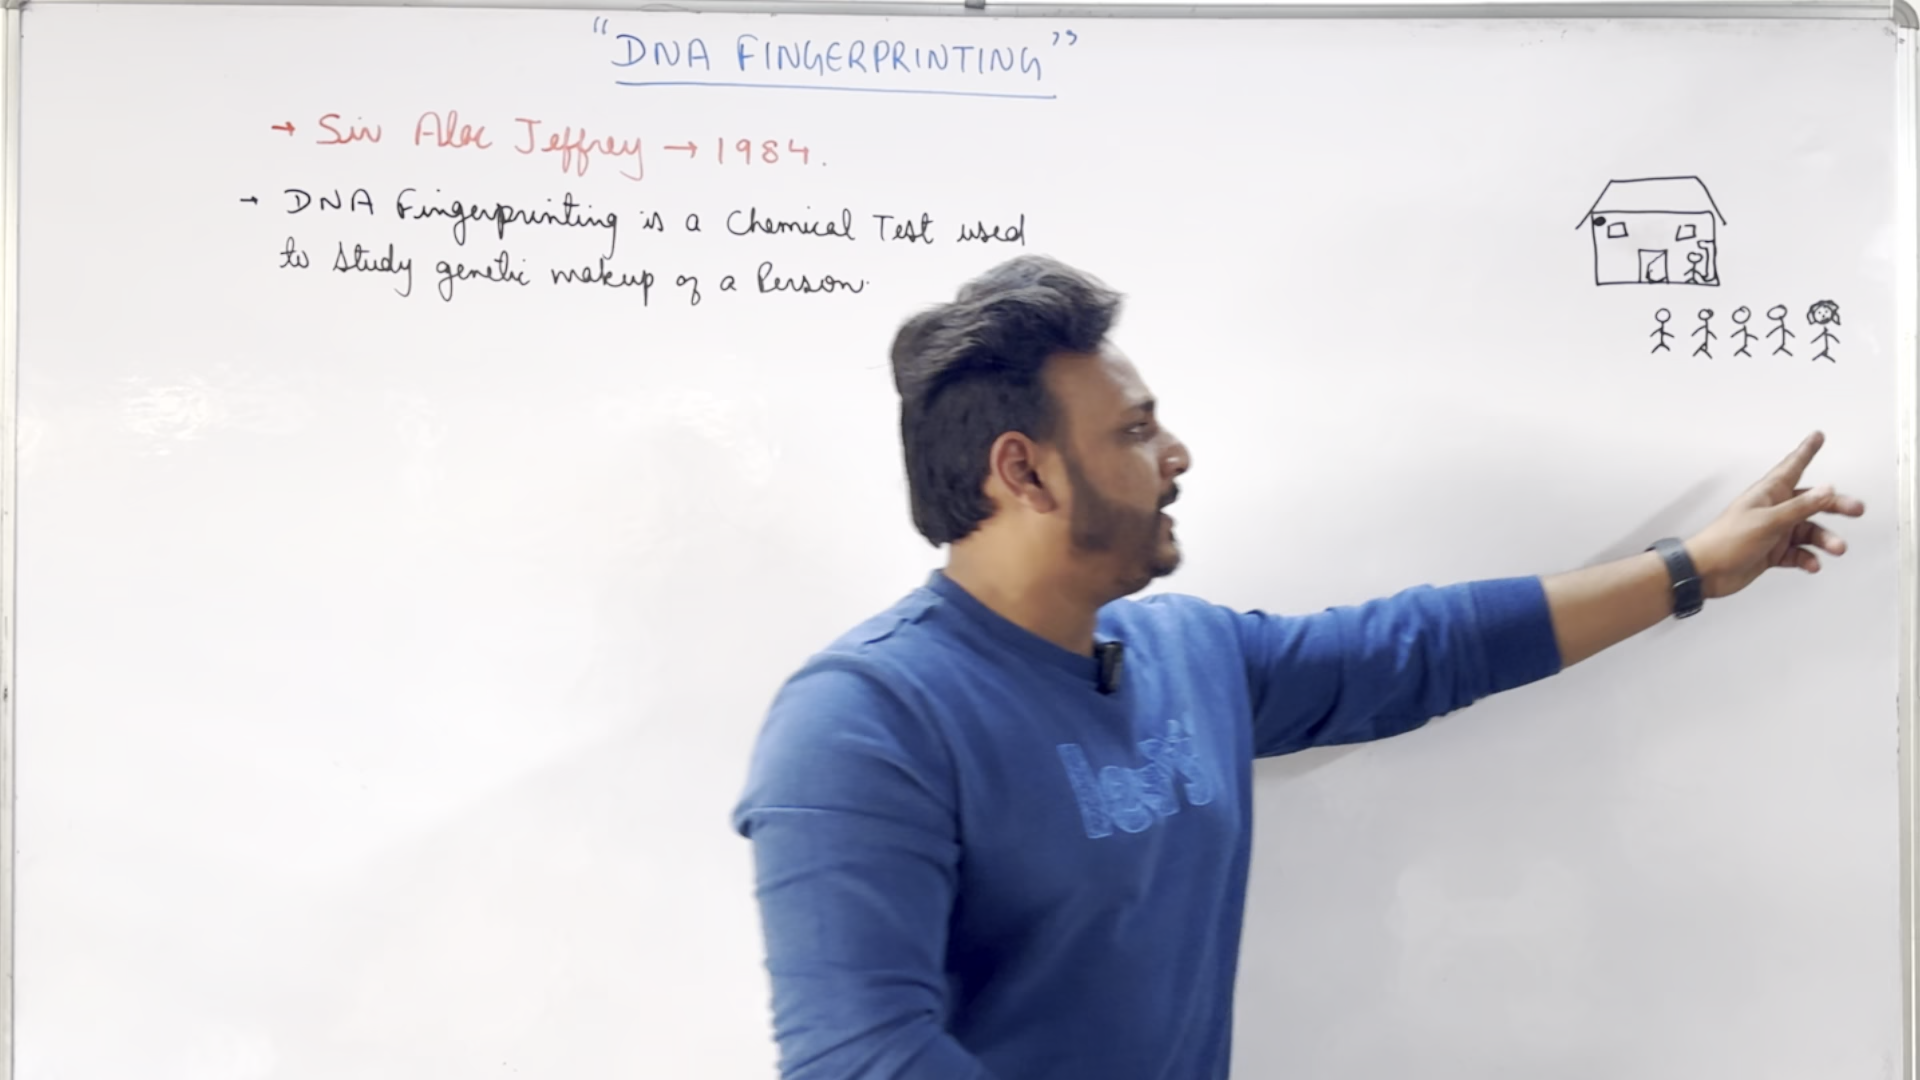 "DNA FINGERPRINTING"
→ Sir Alec Jeffrey → 1984.
→ DNA Fingerprinting is a Chemical Test used
to study genetic makeup of a Person.